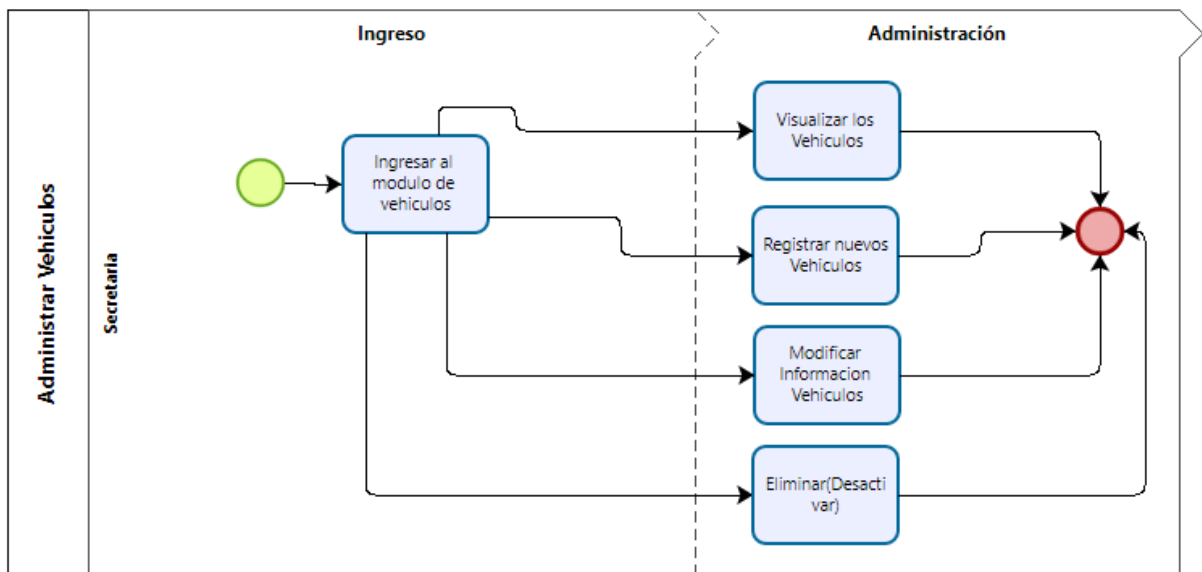 Administrar Vehiculos
Secretaria
Ingreso
Administración
Ingresar al
modulo de
vehiculos
Visualizar los
Vehiculos
Registrar nuevos
Vehiculos
Modificar
Informacion
Vehiculos
Eliminar(Desacti
var)